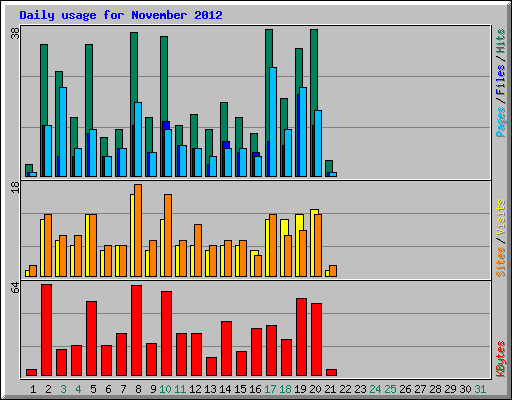 Daily usage for November 2012
38
Pages / Files / Hits
18
Sites / Visits
64
KBytes
1 2 3 4 5 6 7 8 9 10 11 12 13 14 15 16 17 18 19 20 21 22 23 24 25 26 27 28 29 30 31